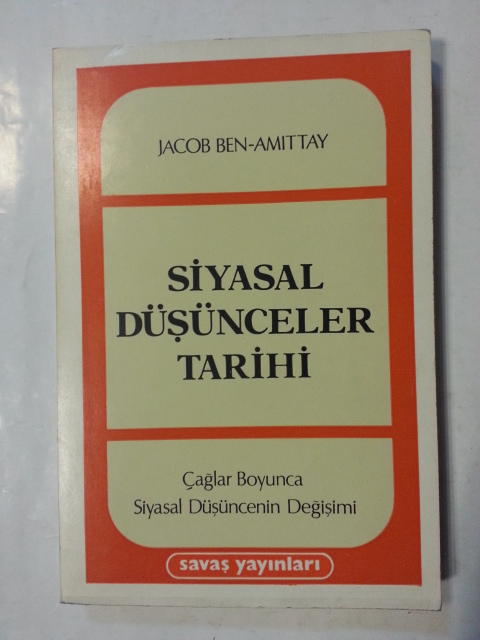 JACOB BEN-AMITTAY
SİYASAL
DÜŞÜNCELER
TARİHİ
Çağlar Boyunca
Siyasal Düşüncenin Değişimi
savaş yayınları